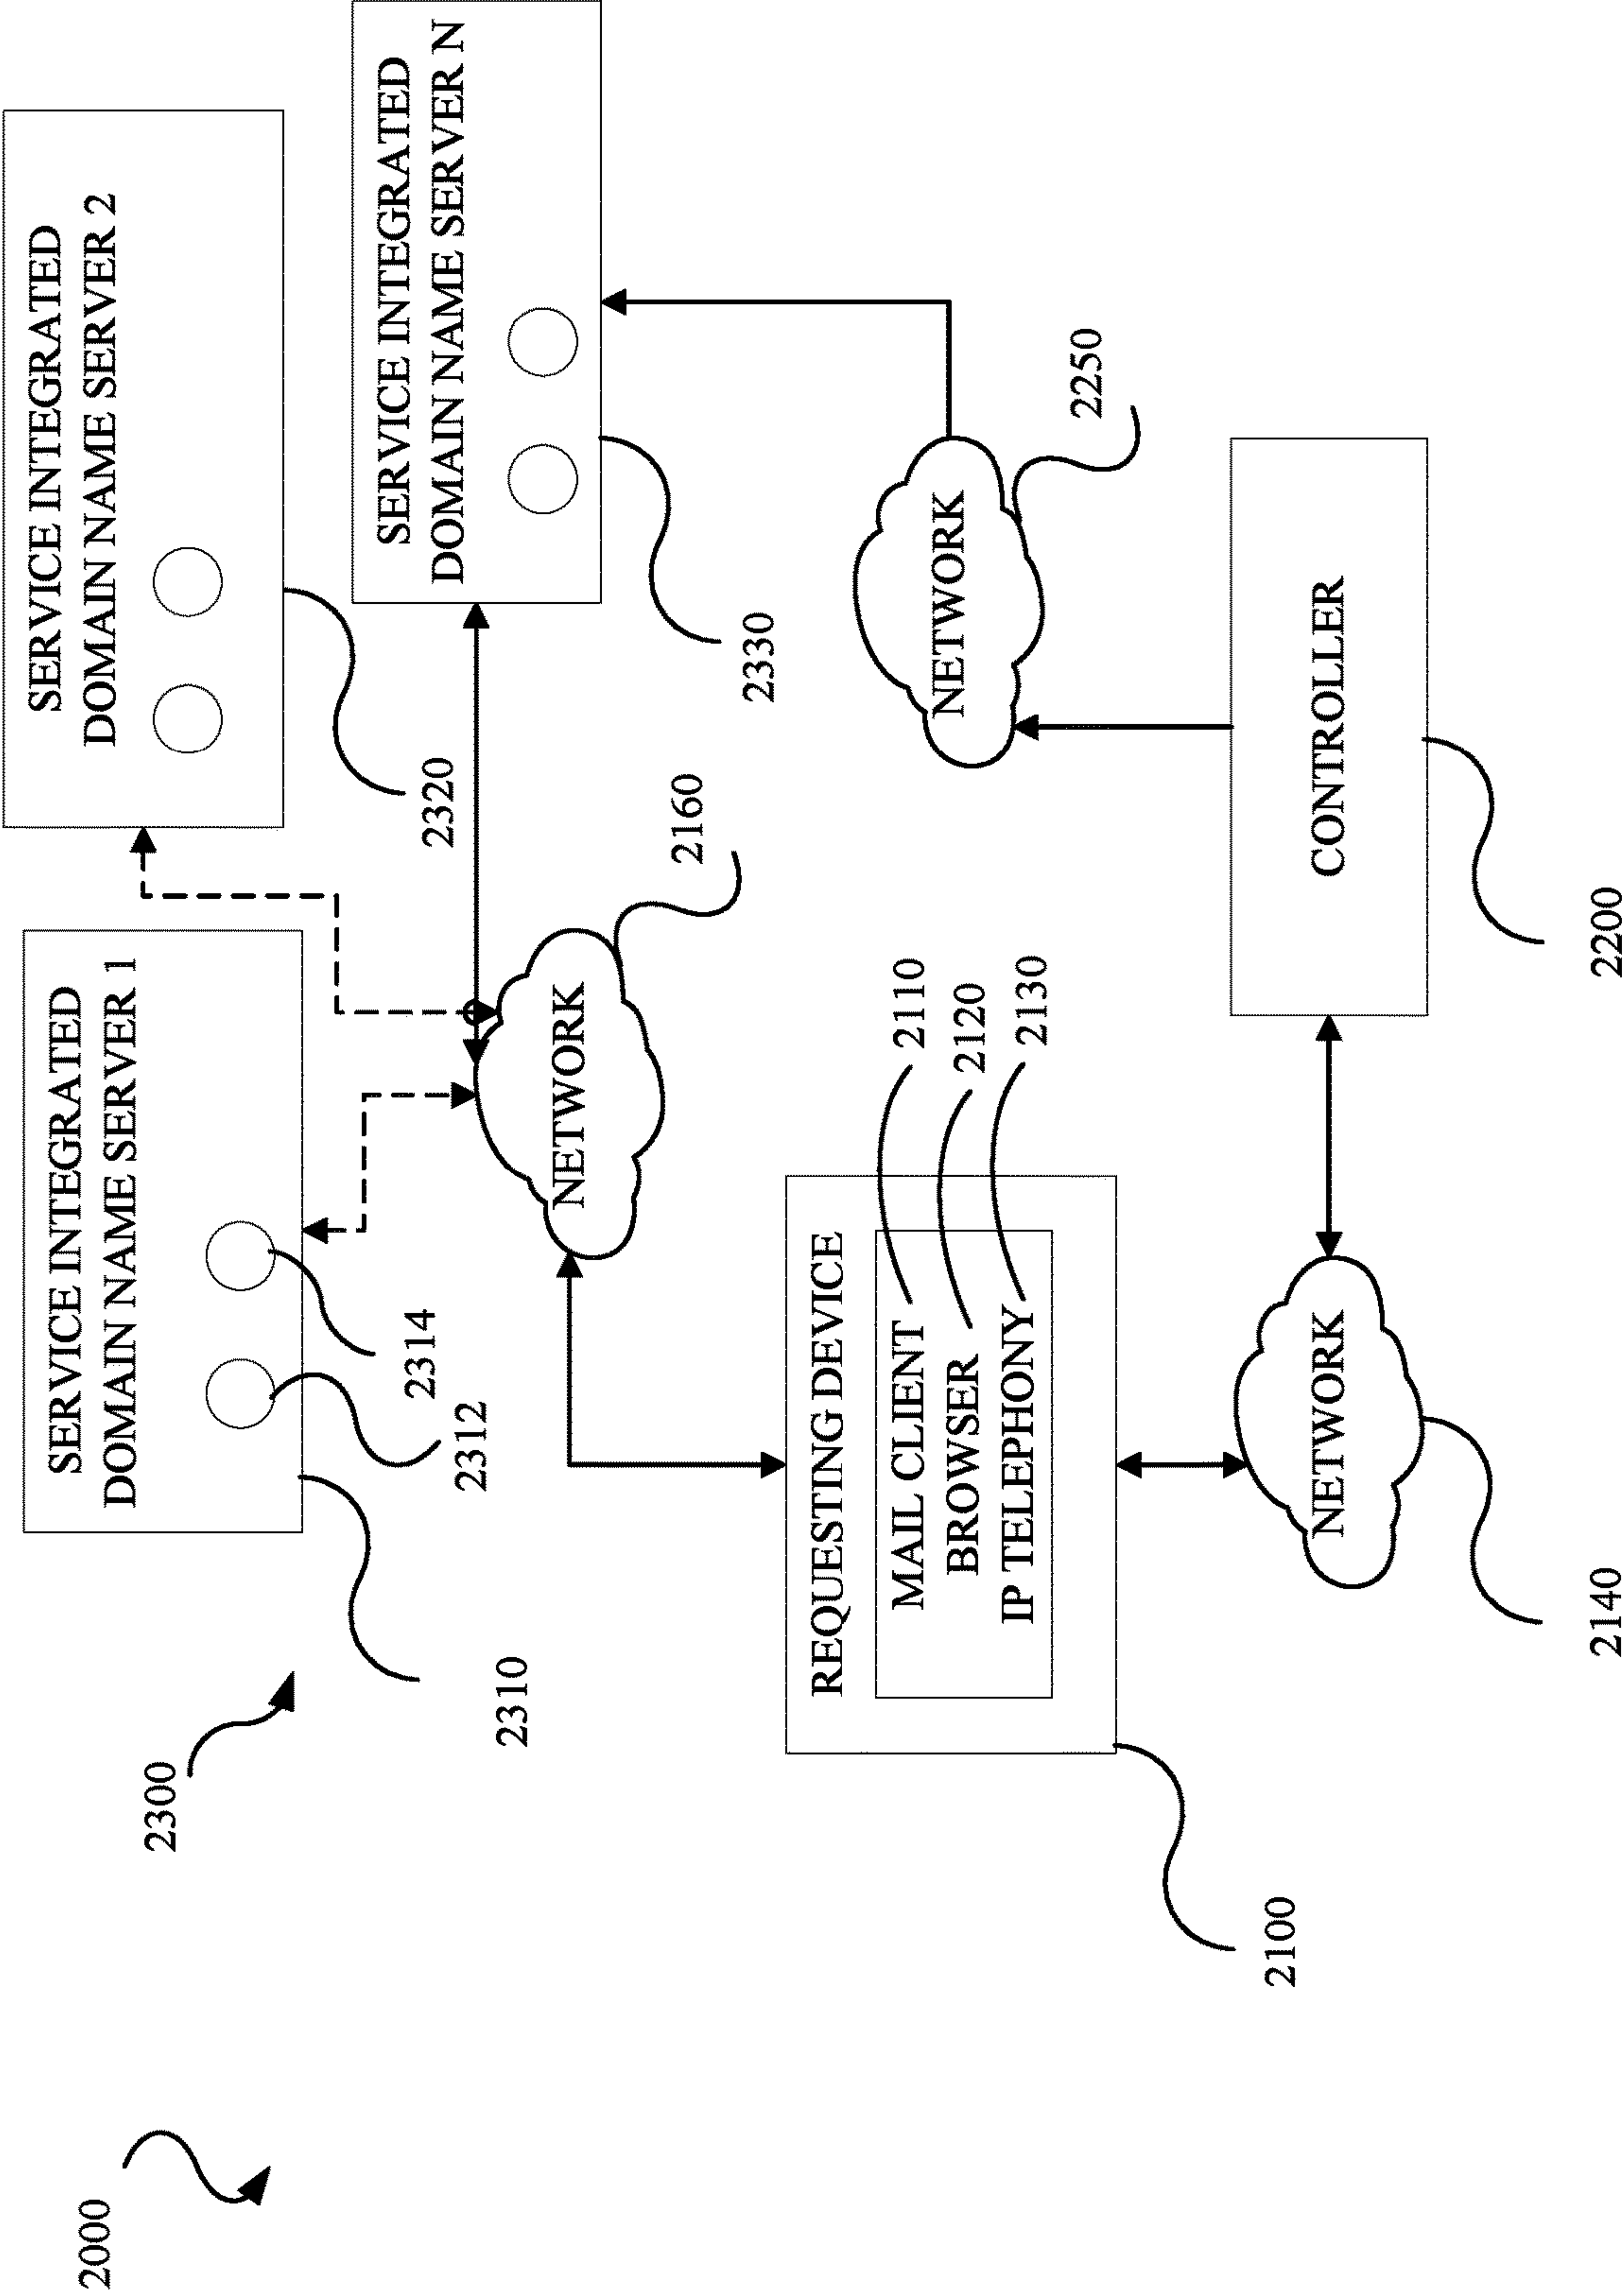 2000
2300
SERVICE INTEGRATED
DOMAIN NAME SERVER 1
2310
2312
2314
SERVICE INTEGRATED
DOMAIN NAME SERVER 2
2320
SERVICE INTEGRATED
DOMAIN NAME SERVER N
2330
NETWORK
2160
REQUESTING DEVICE
MAIL CLIENT
BROWSER
IP TELEPHONY
2110
2120
2130
2100
NETWORK
2250
NETWORK
2140
CONTROLLER
2200